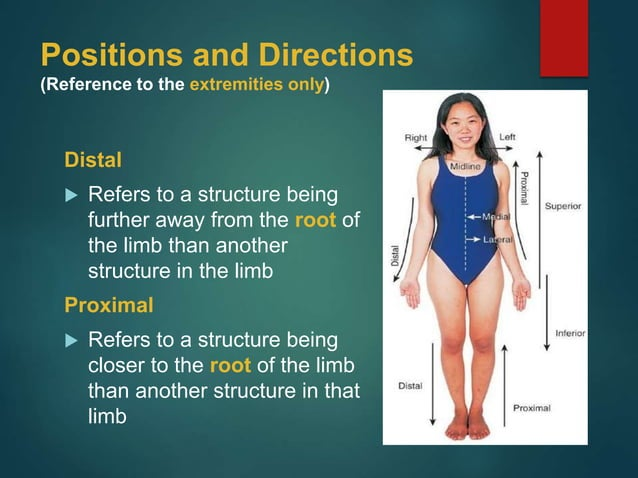 Positions and Directions
(Reference to the extremities only)
Distal
Refers to a structure being
further away from the root of
the limb than another
structure in the limb
Proximal
Refers to a structure being
closer to the root of the limb
than another structure in that
limb
Right
Left
Midline
Proximal
Superior
Medial
Lateral
Distal
Inferior
Distal
Proximal